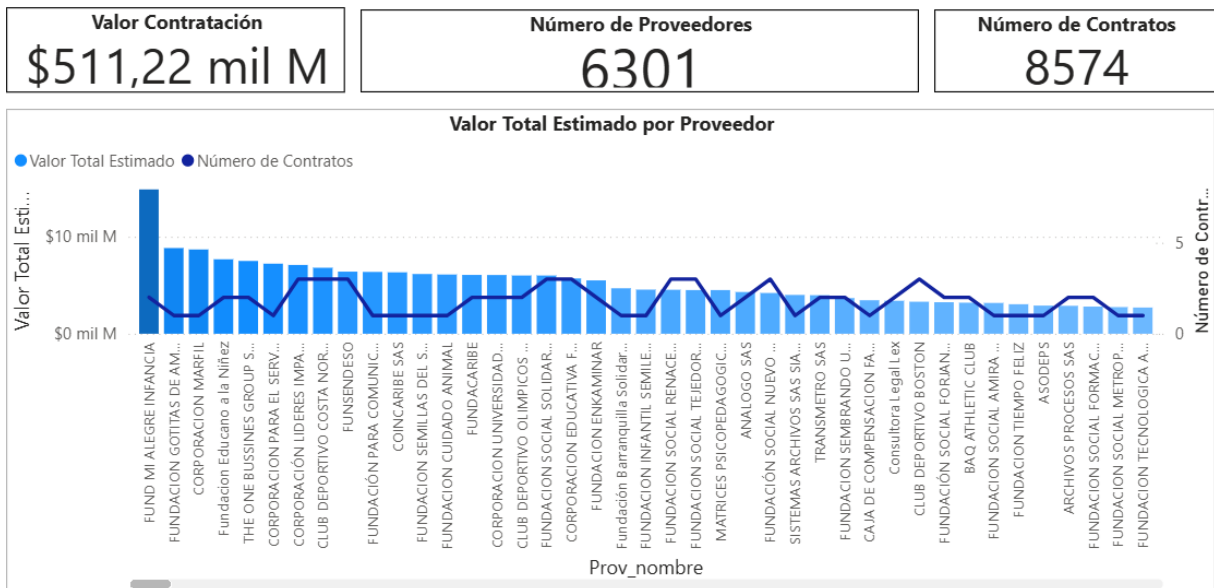 Valor Contratación
$511,22 mil M
Número de Proveedores
6301
Número de Contratos
8574
Valor Total Estimado por Proveedor
Valor Total Estimado
Número de Contratos
Valor Total Esti...
$10 mil M
$0 mil M
Número de Contr...
5
0
FUND MI ALEGRE INFANCIA
FUNDACION GOTITAS DE AM...
CORPORACION MARFIL
Fundacion Educano a la Niñez
THE ONE BUSSINES GROUP S...
CORPORACION PARA EL SERV...
CORPORACIÓN LIDERES IMPA...
CLUB DEPORTIVO COSTA NOR...
FUNSENDESO
FUNDACIÓN PARA COMUNIC...
COINCARIBE SAS
FUNDACION SEMILLAS DEL S...
FUNDACION CUIDADO ANIMAL
FUNDACARIBE
CORPORACION UNIVERSIDAD...
CLUB DEPORTIVO OLIMPICOS ...
FUNDACION SOCIAL SOLIDAR...
CORPORACION EDUCATIVA F...
FUNDACION ENKAMINAR
Fundación Barranquilla Solidar...
FUNDACION INFANTIL SEMILE...
FUNDACION SOCIAL RENACE...
FUNDACION SOCIAL TEJEDOR...
MATRICES PSICOPEDAGOGIC...
ANALOGO SAS
FUNDACIÓN SOCIAL NUEVO ...
SISTEMAS ARCHIVOS SAS SIA...
TRANSMETRO SAS
FUNDACION SEMBRANDO U...
CAJA DE COMPENSACION FA...
Consultora Legal Lex
CLUB DEPORTIVO BOSTON
FUNDACIÓN SOCIAL FORJAN...
BAQ ATHLETIC CLUB
FUNDACION SOCIAL AMIRA ...
FUNDACION TIEMPO FELIZ
ASODEPS
ARCHIVOS PROCESOS SAS
FUNDACION SOCIAL FORMAC...
FUNDACION SOCIAL METROP...
FUNDACION TECNOLOGICA A...
Prov_nombre